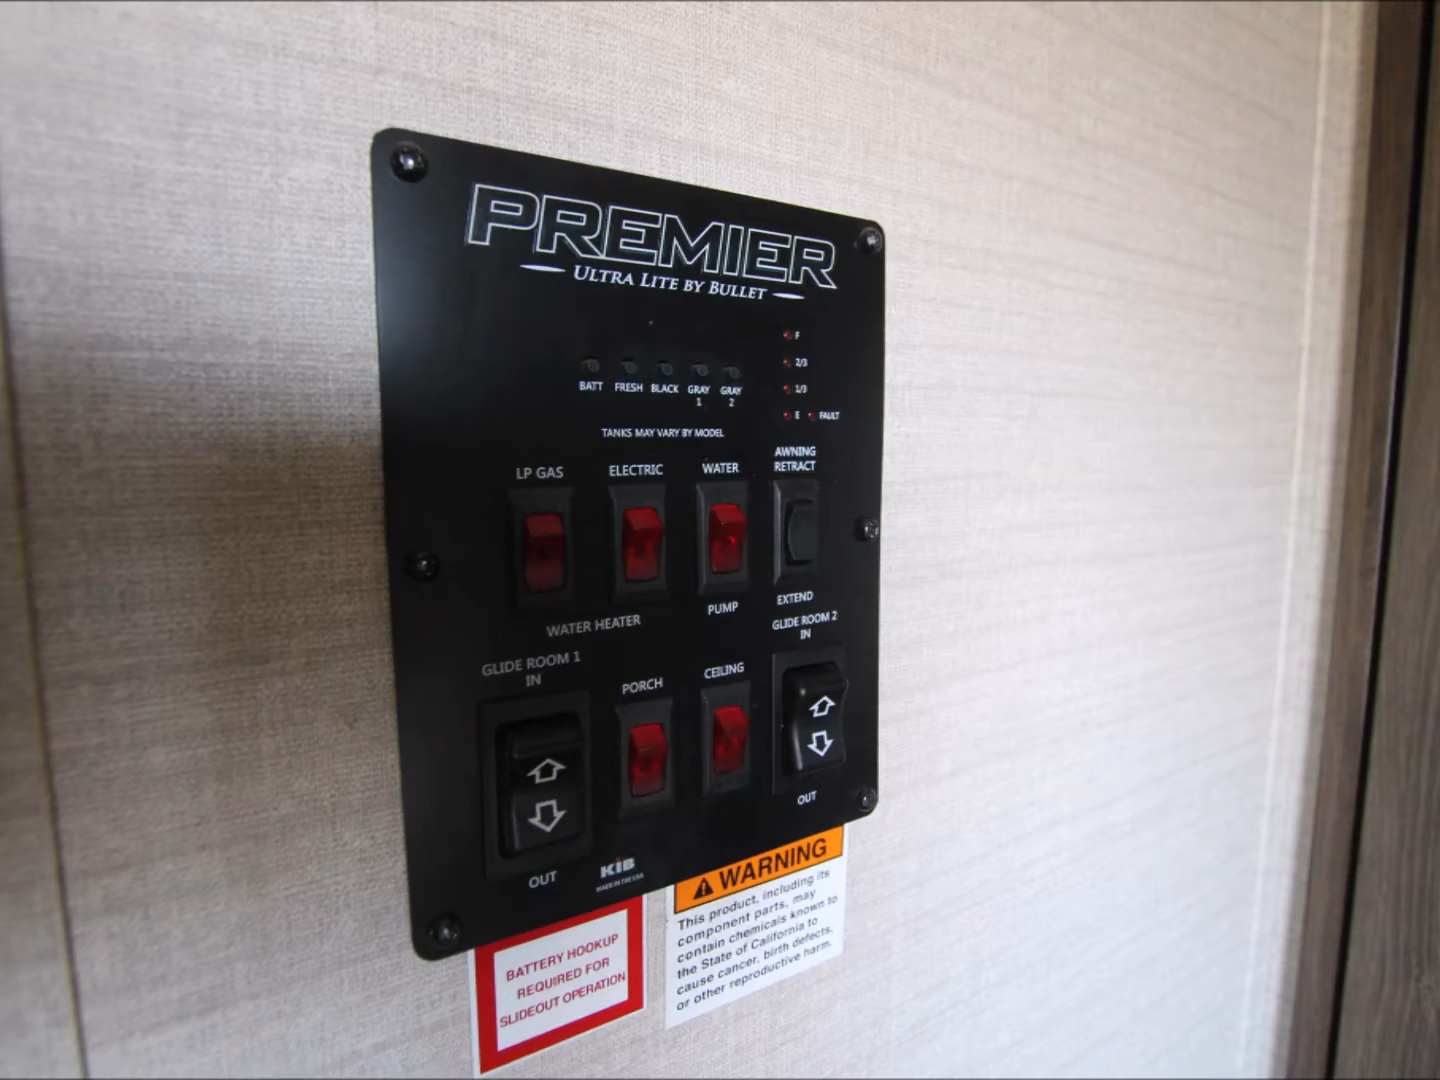 PREMIER
ULTRA LITE BY BULLET
F
2/3
1/3
E FAULT
BATT FRESH BLACK GRAY 1 GRAY 2
TANKS MAY VARY BY MODEL
LP GAS ELECTRIC WATER AWNING
RETRACT
WATER HEATER PUMP EXTEND
GLIDE ROOM 1
IN
PORCH CEILING
GLIDE ROOM 2
IN
OUT
OUT
KIB
MADE IN THE USA
BATTERY HOOKUP
REQUIRED FOR
SLIDEOUT OPERATION
WARNING
This product, including its
component parts, may
contain chemicals known to
the State of California to
cause cancer, birth defects,
or other reproductive harm.